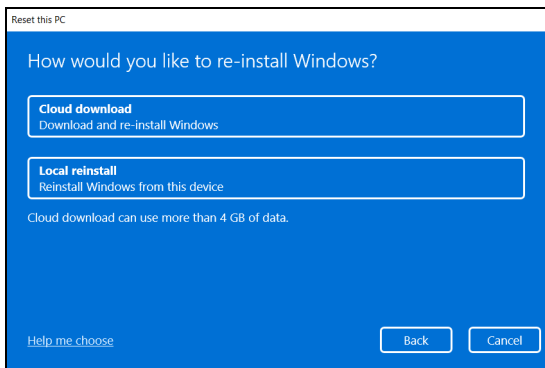 Reset this PC
How would you like to re-install Windows?
Cloud download
Download and re-install Windows
Local reinstall
Reinstall Windows from this device
Cloud download can use more than 4 GB of data.
Help me choose
Back
Cancel